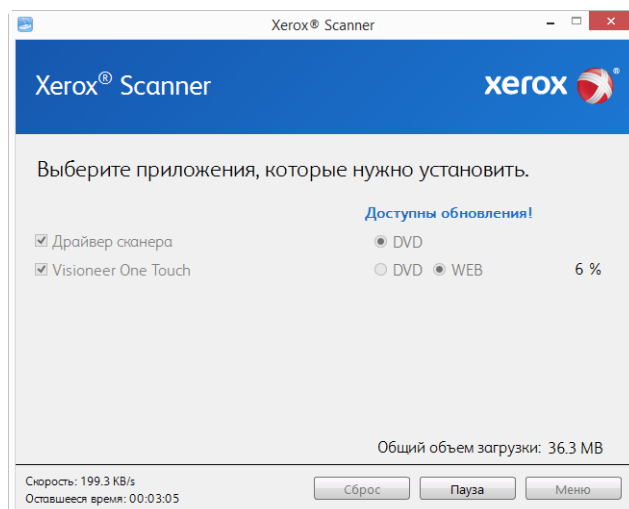 Xerox® Scanner
Xerox® Scanner
xerox®
Выберите приложения, которые нужно установить.
Доступны обновления!
Драйвер сканера DVD
Visioneer One Touch DVD WEB 6 %
Общий объем загрузки: 36.3 MB
Скорость: 199.3 KB/s
Оставшееся время: 00:03:05
Сброс Пауза Меню